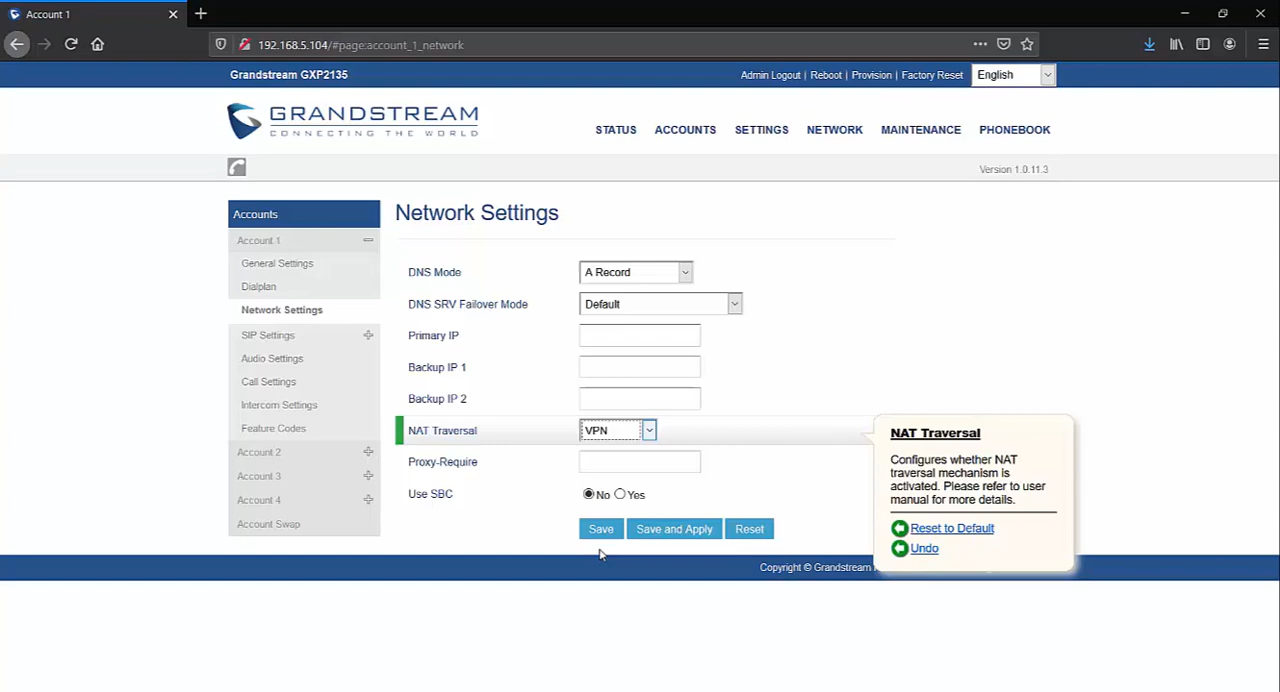 Account 1
192.168.5.104/#page:account_1_network
Grandstream GXP2135
Admin Logout | Reboot | Provision | Factory Reset
English
GRANDSTREAM
CONNECTING THE WORLD
STATUS ACCOUNTS SETTINGS NETWORK MAINTENANCE PHONEBOOK
Version 1.0.11.3
Accounts
Account 1
General Settings
Dialplan
Network Settings
SIP Settings
Audio Settings
Call Settings
Intercom Settings
Feature Codes
Account 2
Account 3
Account 4
Account Swap
Network Settings
DNS Mode A Record
DNS SRV Failover Mode Default
Primary IP
Backup IP 1
Backup IP 2
NAT Traversal VPN
Proxy-Require
Use SBC No Yes
Save Save and Apply Reset
NAT Traversal
Configures whether NAT
traversal mechanism is
activated. Please refer to user
manual for more details.
Reset to Default
Undo
Copyright © Grandstream